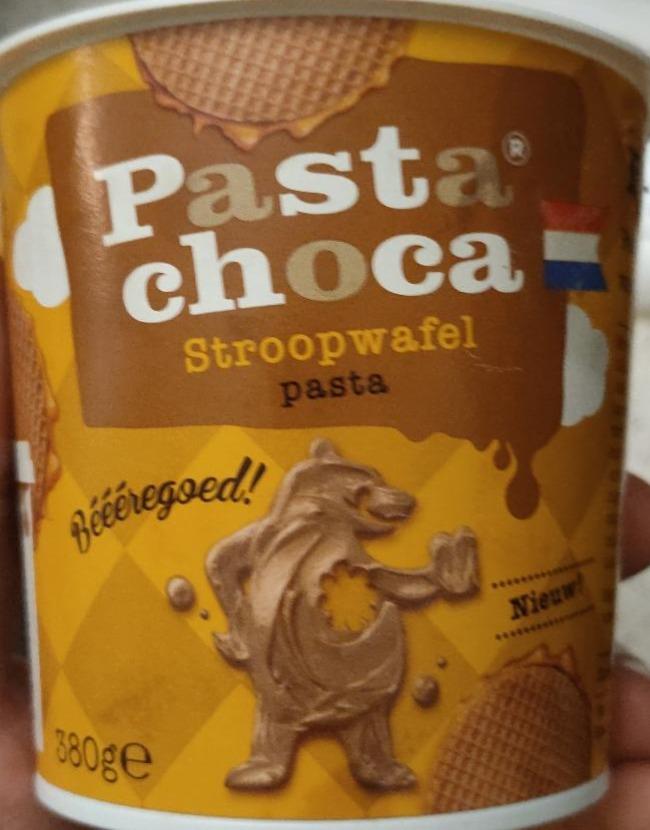 Pasta®
choca
Stroopwafel
pasta
Béééregoed!
Nieuw!
380g℮